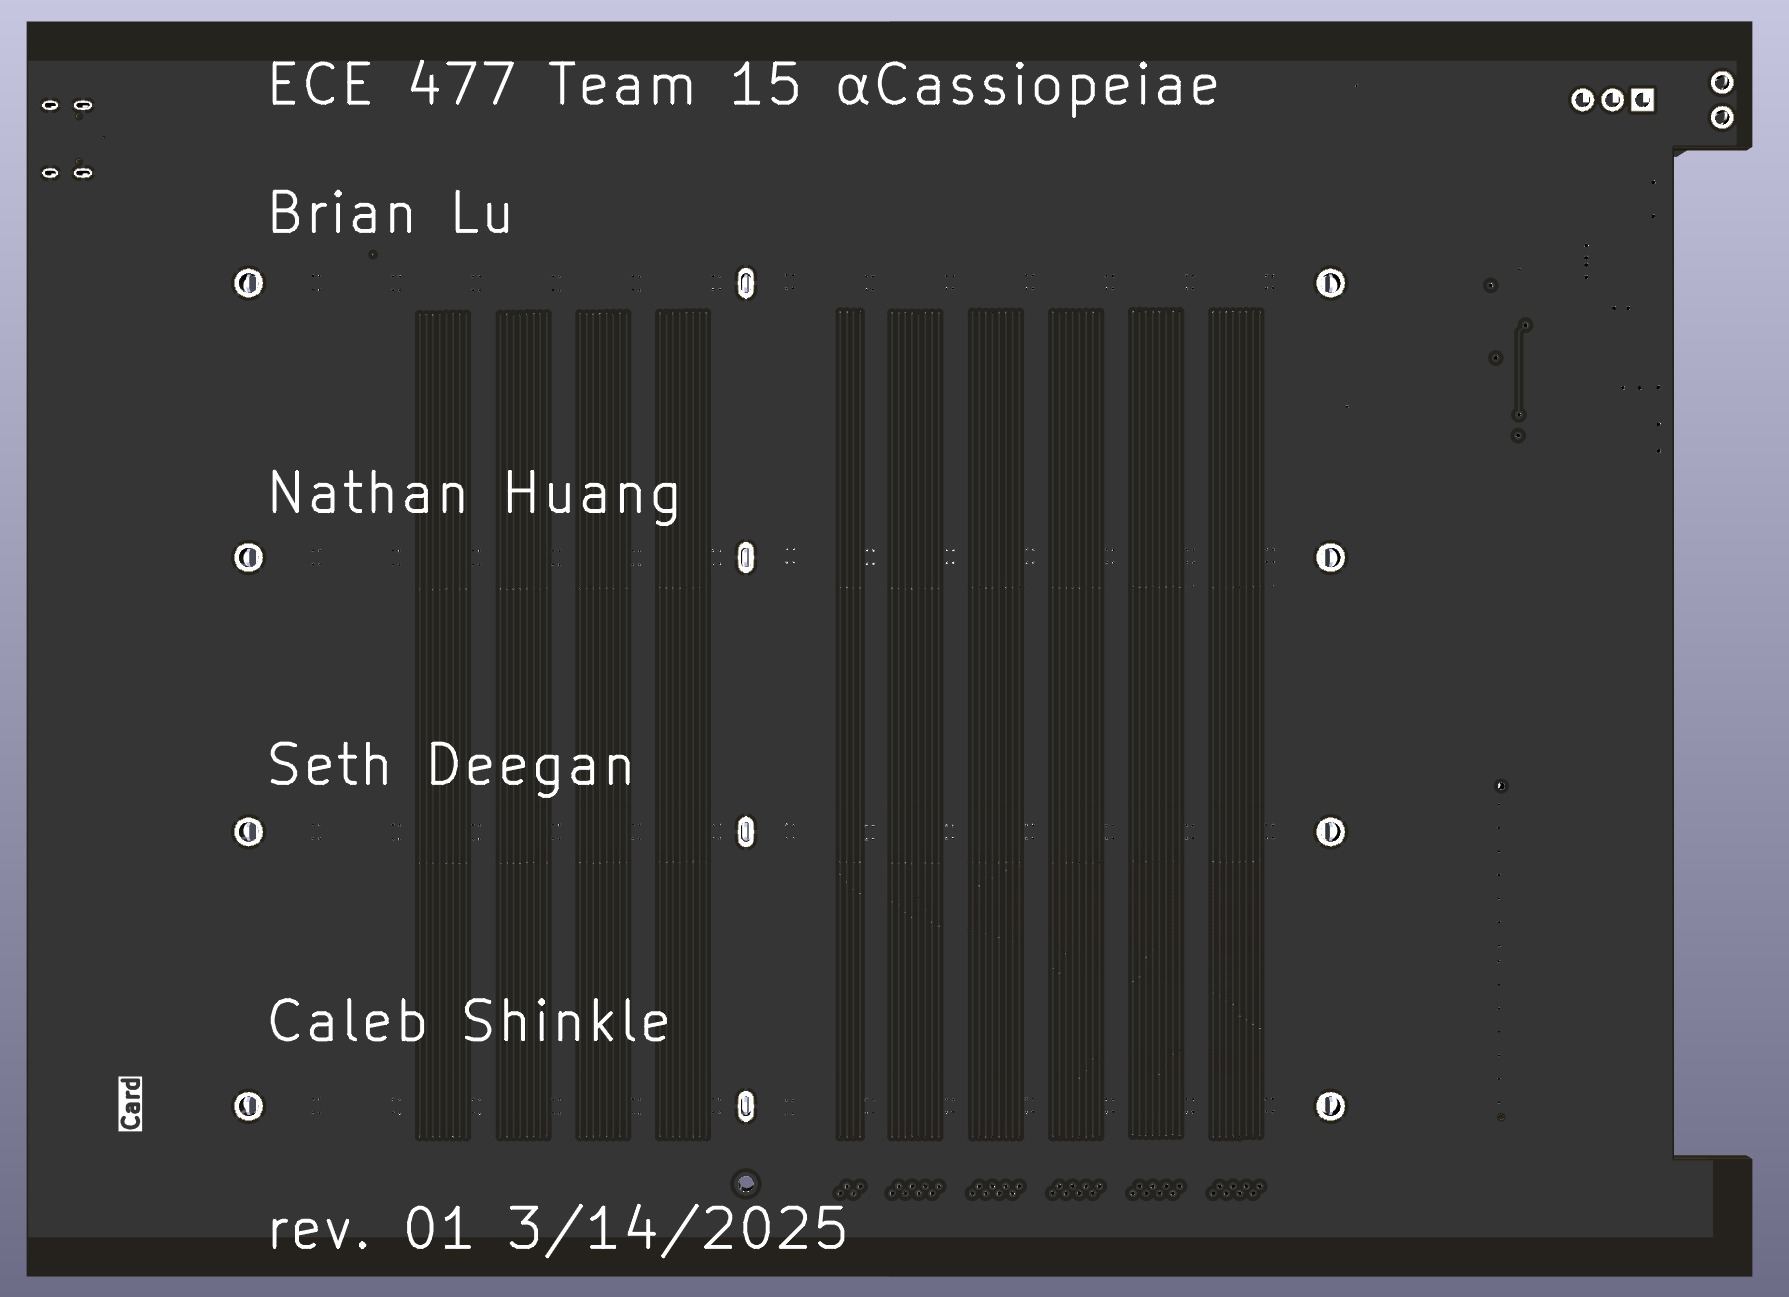 ECE 477 Team 15 αCassiopeiae
Brian Lu
Nathan Huang
Seth Deegan
Caleb Shinkle
Card
rev. 01 3/14/2025